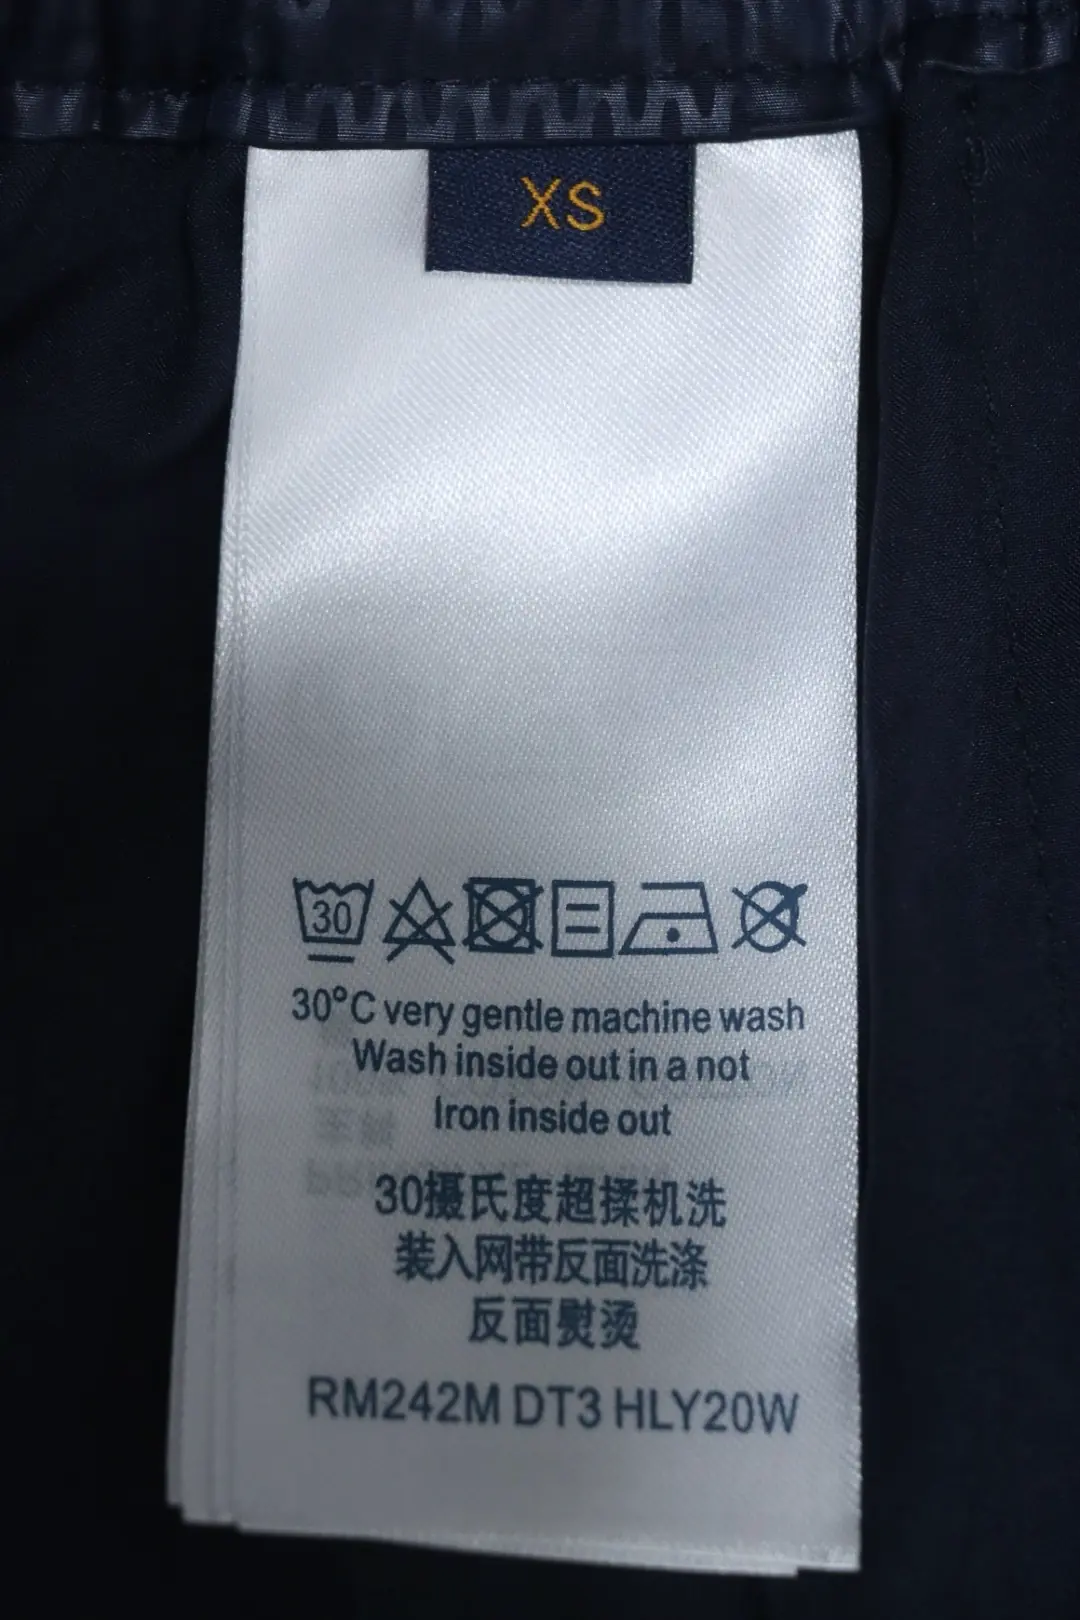 XS
30
30°C very gentle machine wash
Wash inside out in a not
Iron inside out
30摄氏度超揉机洗
装入网带反面洗涤
反面熨烫
RM242M DT3 HLY20W